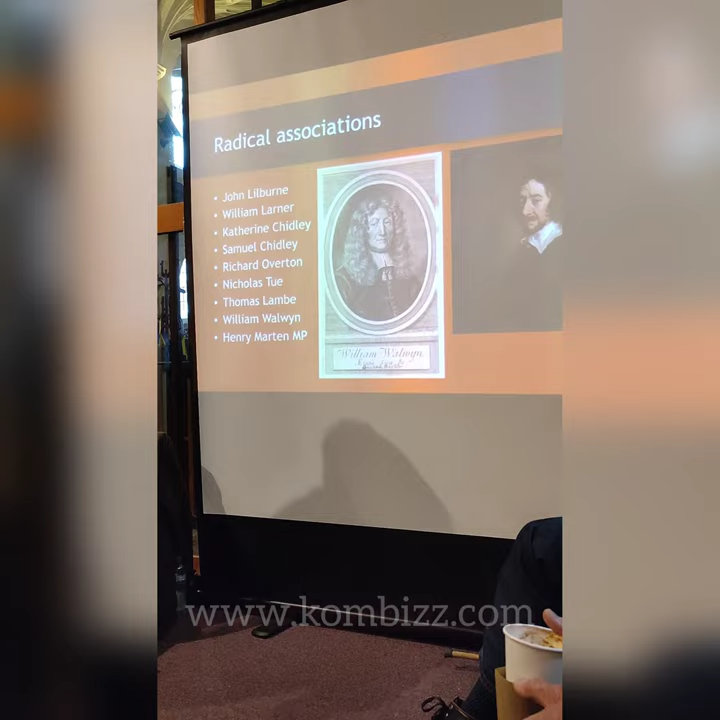 Radical associations
• John Lilburne
• William Larner
• Katherine Chidley
• Samuel Chidley
• Richard Overton
• Nicholas Tue
• Thomas Lambe
• William Walwyn
• Henry Marten MP
William Walwyn.
www.kombizz.com